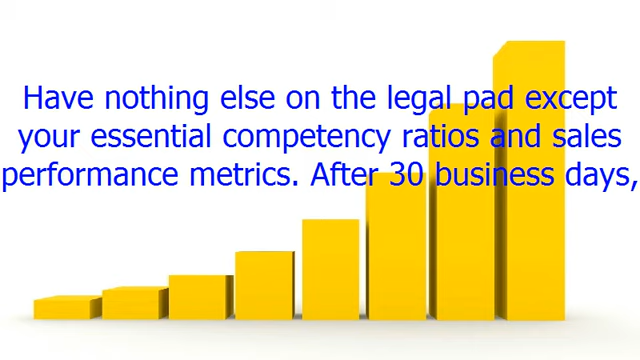 Have nothing else on the legal pad except
your essential competency ratios and sales
performance metrics. After 30 business days,